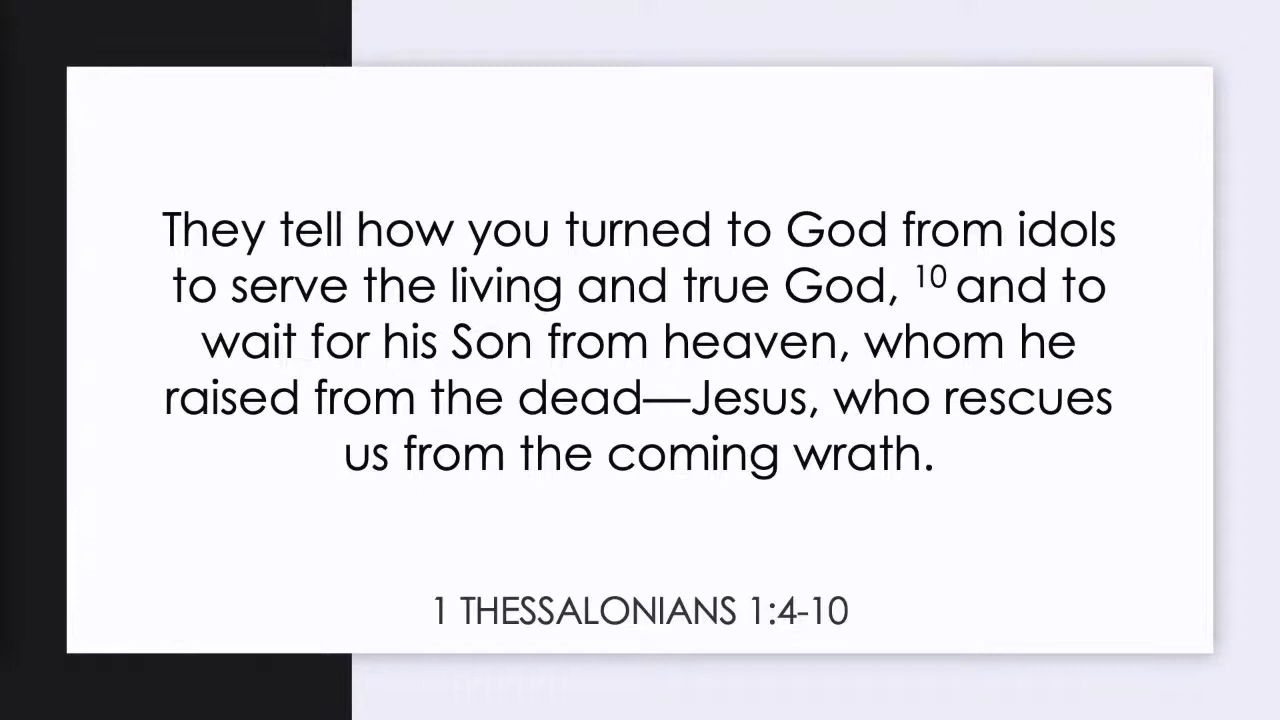 They tell how you turned to God from idols
to serve the living and true God, ¹⁰ and to
wait for his Son from heaven, whom he
raised from the dead—Jesus, who rescues
us from the coming wrath.
1 THESSALONIANS 1:4-10